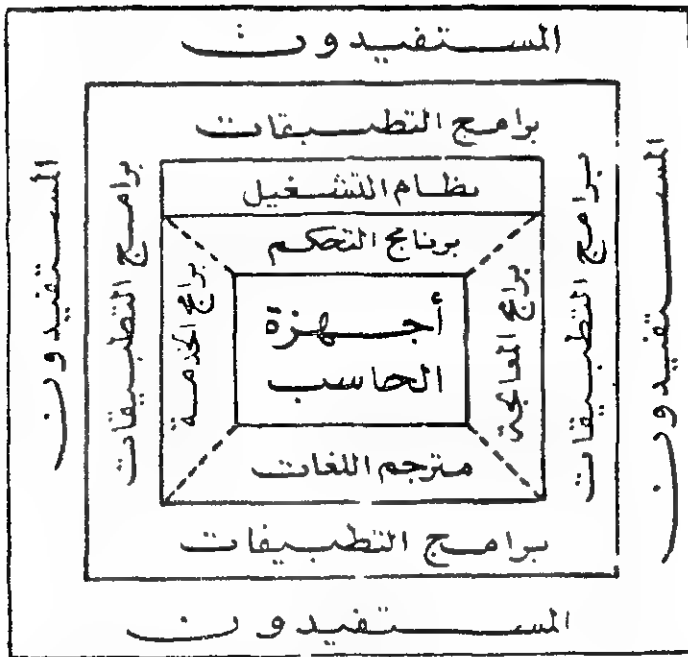 المستفيدون
برامج التطبيقات
نظام التشغيل
برنامج التحكم
المستفيدون
برامج التطبيقات
برامج المعالجة
أجهزة
الحاسب
برامج الخدمة
برامج التطبيقات
المستفيدون
مترجم اللغات
برامج التطبيقات
المستفيدون